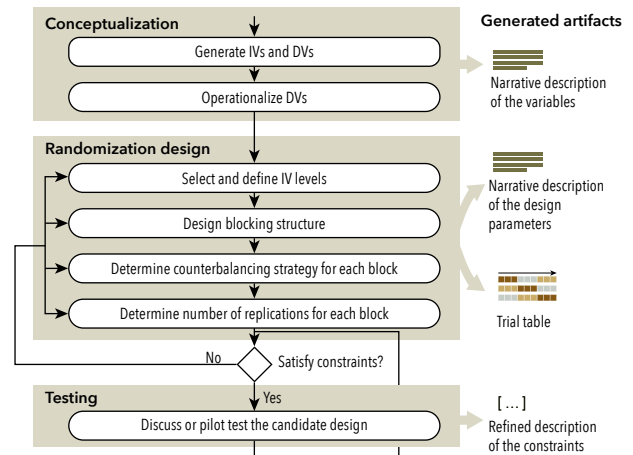 Conceptualization
Generated artifacts
Generate IVs and DVs
Operationalize DVs
Narrative description
of the variables
Randomization design
Select and define IV levels
Design blocking structure
Determine counterbalancing strategy for each block
Determine number of replications for each block
Narrative description
of the design
parameters
Trial table
No
Satisfy constraints?
Yes
Testing
Discuss or pilot test the candidate design
[...]
Refined description
of the constraints